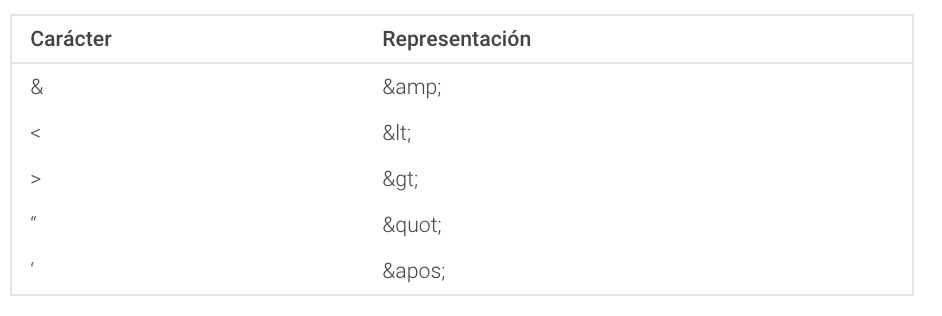 Carácter Representación
& &amp;
< &lt;
> &gt;
“ &quot;
‘ &apos;